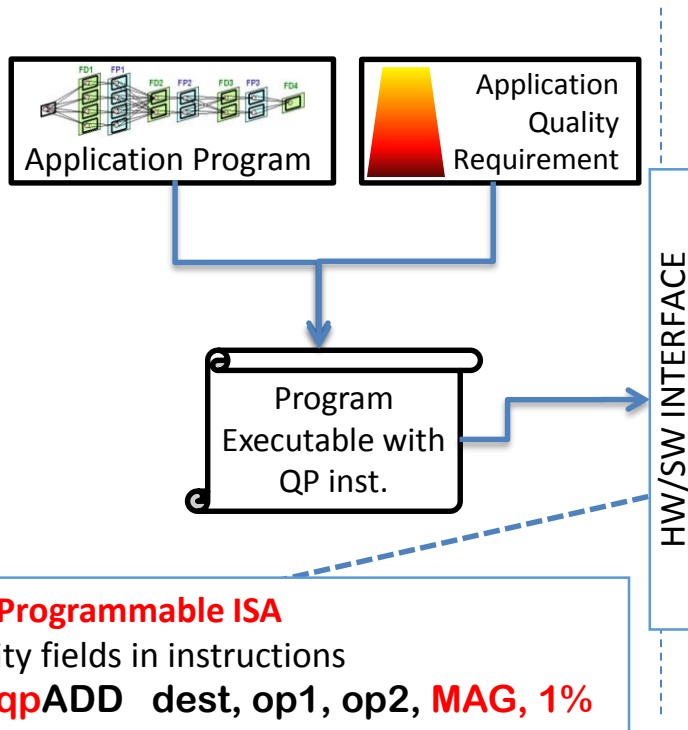 FD1 FP1 FD2 FP2 FD3 FP3 FD4
Application Program
Application
Quality
Requirement
HW/SW INTERFACE
Program
Executable with
QP inst.
Programmable ISA
ity fields in instructions
qpADD dest, op1, op2, MAG, 1%